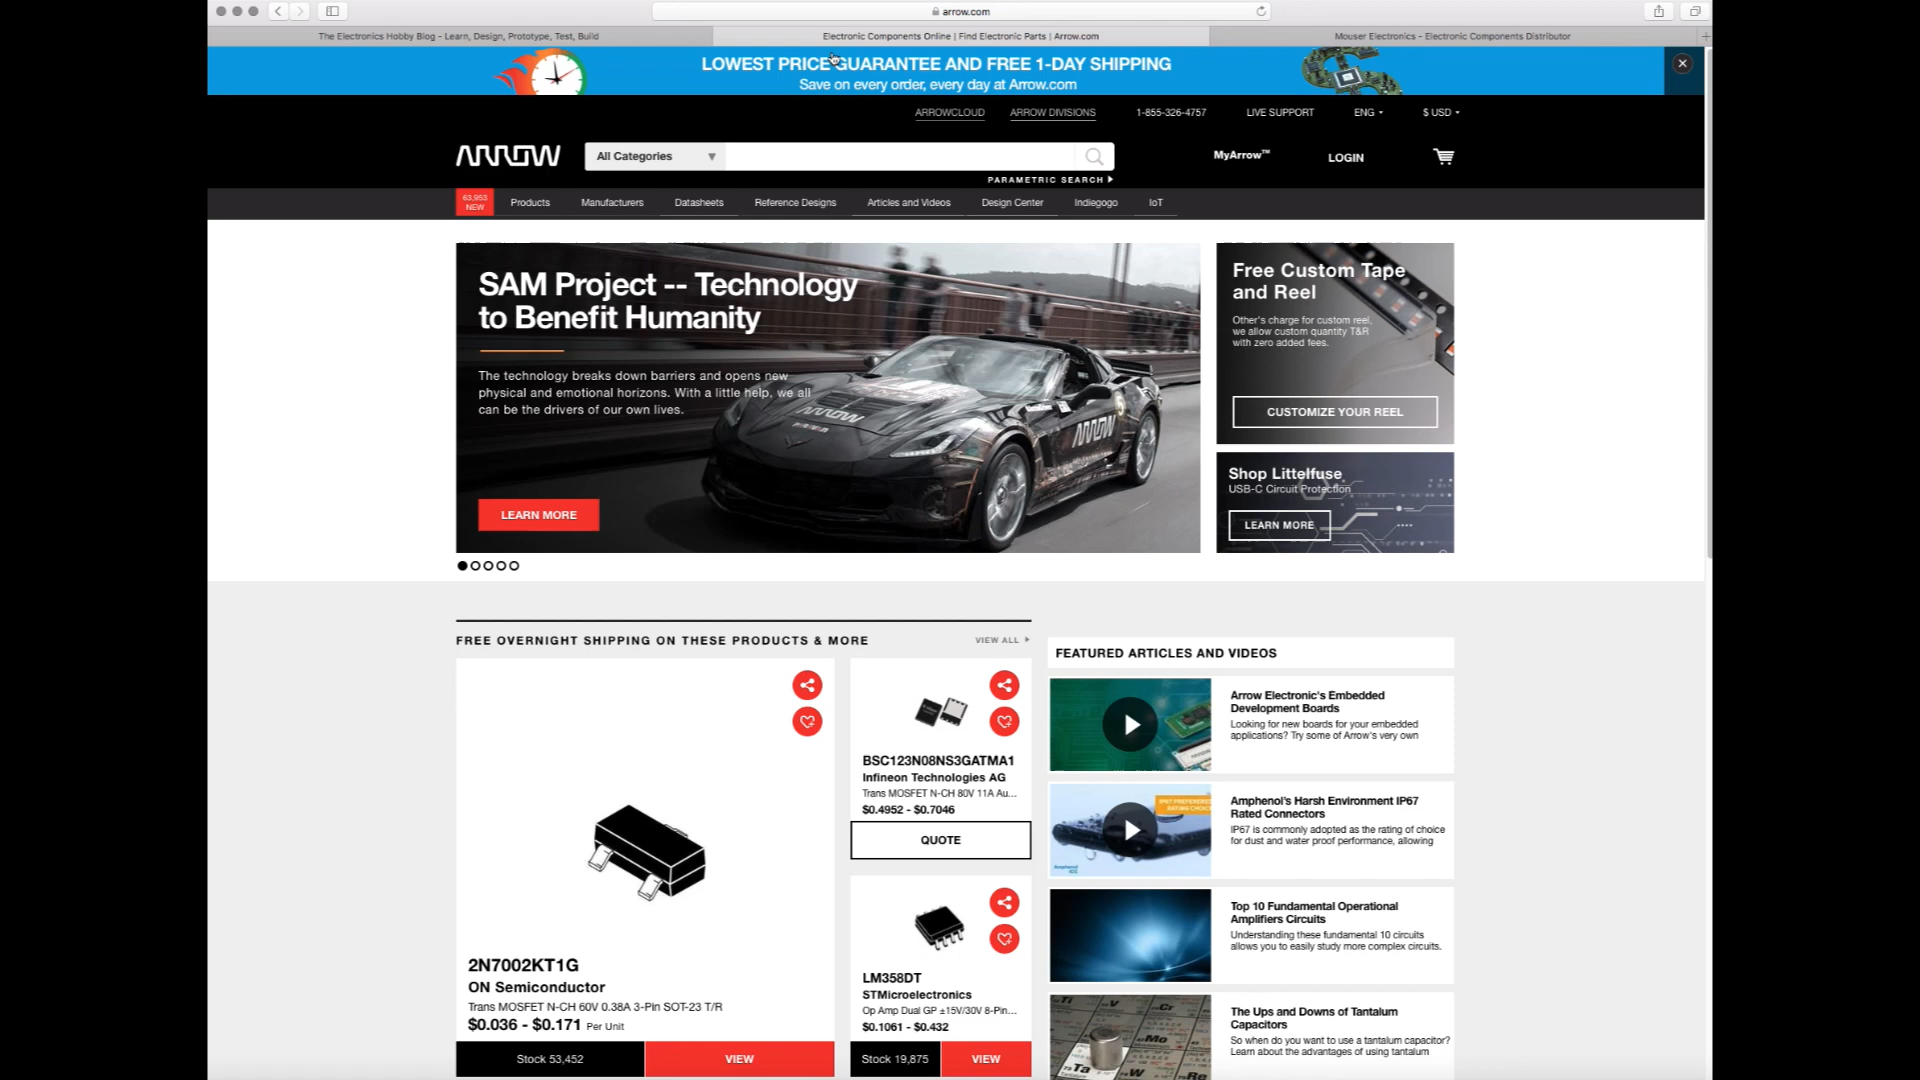 arrow.com
The Electronics Hobby Blog - Learn, Design, Prototype, Test, Build
Electronic Components Online | Find Electronic Parts | Arrow.com
Mouser Electronics - Electronic Components Distributor
LOWEST PRICE GUARANTEE AND FREE 1-DAY SHIPPING
Save on every order, every day at Arrow.com
ARROWCLOUD
ARROW DIVISIONS
1-855-326-4757
LIVE SUPPORT
ENG
$ USD
ARROW
All Categories
MyArrow™
LOGIN
PARAMETRIC SEARCH
63,953
NEW
Products
Manufacturers
Datasheets
Reference Designs
Articles and Videos
Design Center
Indiegogo
IoT
SAM Project -- Technology
to Benefit Humanity
The technology breaks down barriers and opens new
physical and emotional horizons. With a little help, we all
can be the drivers of our own lives.
LEARN MORE
ARROW
ARROW
Free Custom Tape
and Reel
Other's charge for custom reel,
we allow custom quantity T&R
with zero added fees.
CUSTOMIZE YOUR REEL
Shop Littelfuse
USB-C Circuit Protection
LEARN MORE
FREE OVERNIGHT SHIPPING ON THESE PRODUCTS & MORE
VIEW ALL
2N7002KT1G
ON Semiconductor
Trans MOSFET N-CH 60V 0.38A 3-Pin SOT-23 T/R
$0.036 - $0.171 Per Unit
Stock 53,452
VIEW
BSC123N08NS3GATMA1
Infineon Technologies AG
Trans MOSFET N-CH 80V 11A Au...
$0.4952 - $0.7046
QUOTE
LM358DT
STMicroelectronics
Op Amp Dual GP ±15V/30V 8-Pin...
$0.1061 - $0.432
Stock 19,875
VIEW
FEATURED ARTICLES AND VIDEOS
Arrow Electronic's Embedded
Development Boards
Looking for new boards for your embedded
applications? Try some of Arrow's very own
Amphenol
Amphenol's Harsh Environment IP67
Rated Connectors
IP67 is commonly adopted as the rating of choice
for dust and water proof performance, allowing
Top 10 Fundamental Operational
Amplifiers Circuits
Understanding these fundamental 10 circuits
allows you to easily study more complex circuits.
Ti
V
Cr
Mo
Ta
W
Re
The Ups and Downs of Tantalum
Capacitors
So when do you want to use a tantalum capacitor?
Learn about the advantages of using tantalum